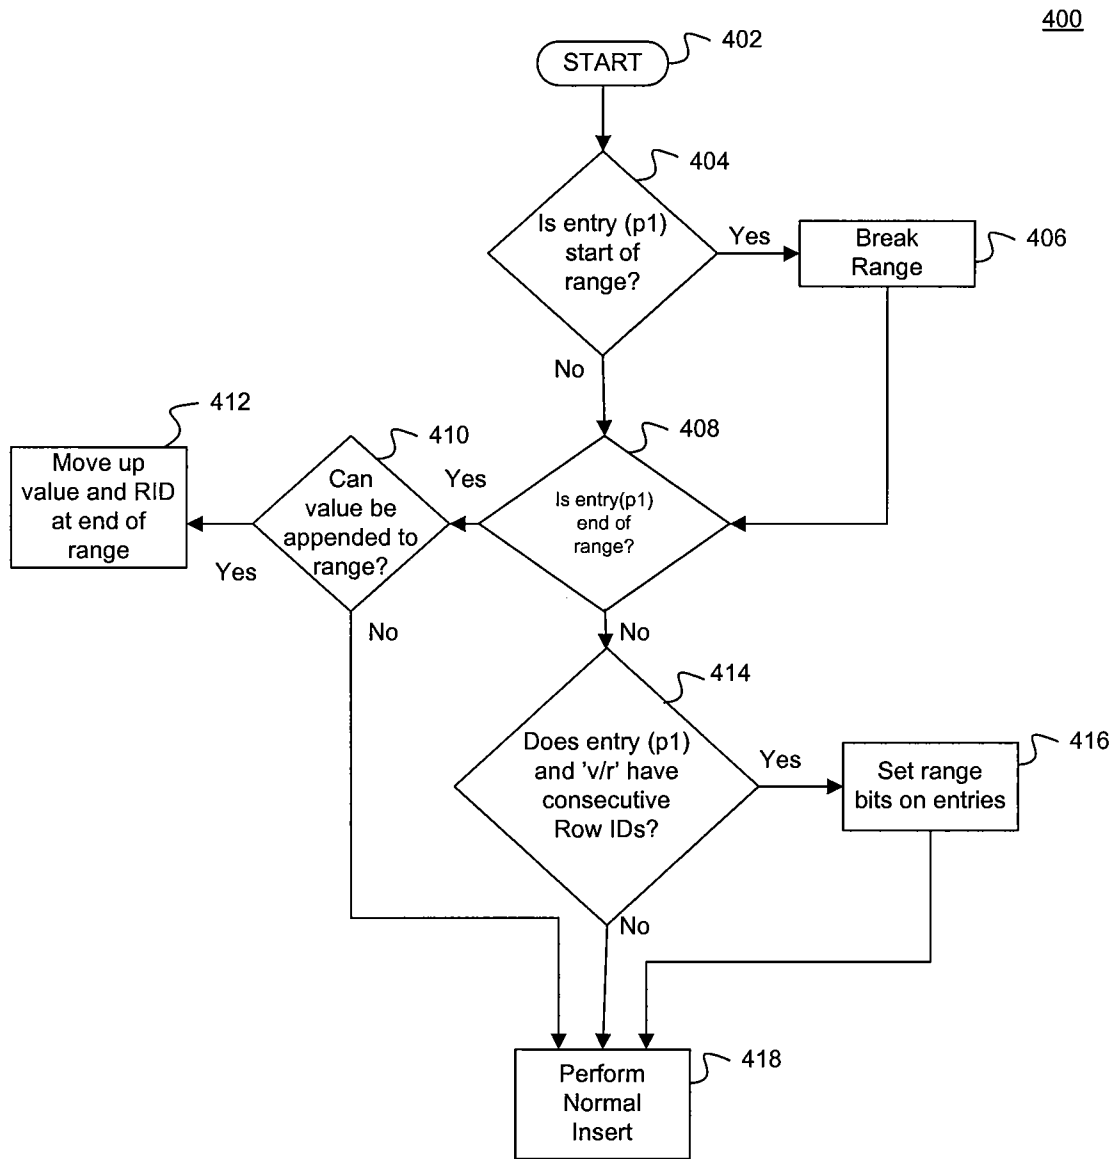 400
START
402
404
Is entry (p1)
start of
range?
Yes
Break
Range
406
No
412
Move up
value and RID
at end of
range
410
Can
value be
appended to
range?
Yes
Yes
408
Is entry(p1)
end of
range?
No
No
414
Does entry (p1)
and 'v/r' have
consecutive
Row IDs?
Yes
416
Set range
bits on entries
No
418
Perform
Normal
Insert